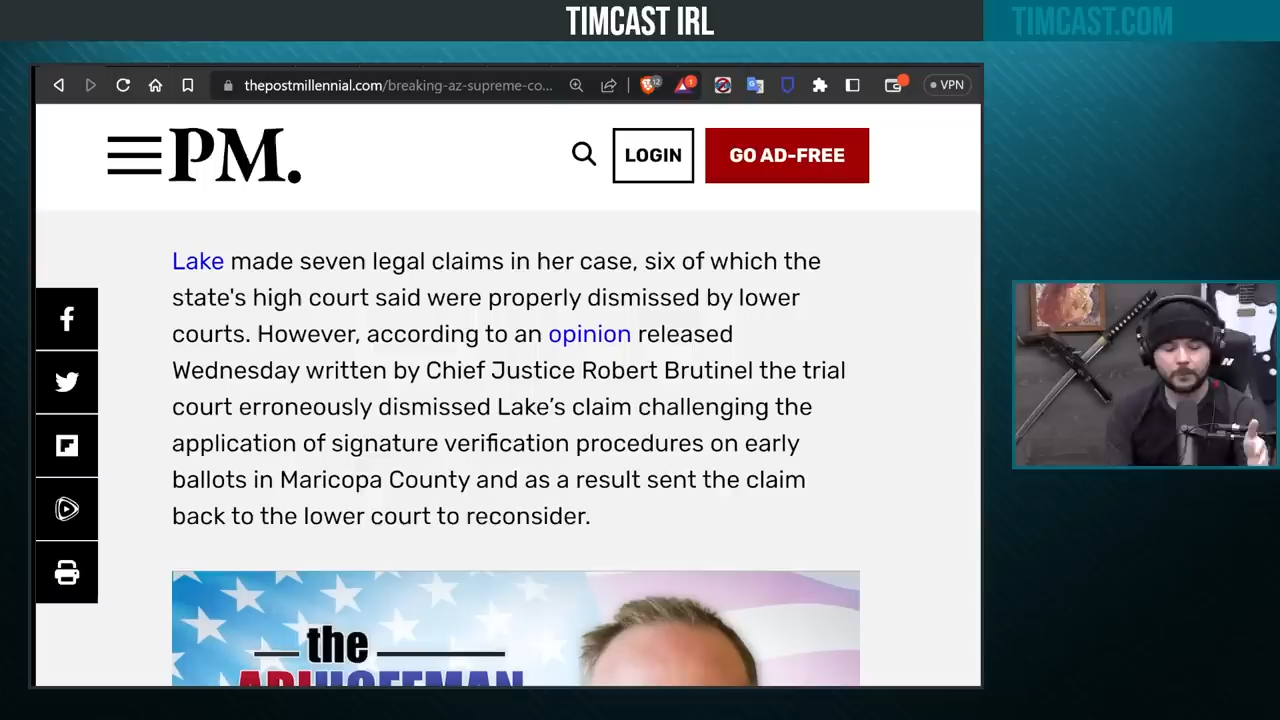 TIMCAST IRL
TIMCAST.COM
thepostmillennial.com/breaking-az-supreme-co...
12
1
VPN
PM.
LOGIN
GO AD-FREE
Lake made seven legal claims in her case, six of which the
state's high court said were properly dismissed by lower
courts. However, according to an opinion released
Wednesday written by Chief Justice Robert Brutinel the trial
court erroneously dismissed Lake’s claim challenging the
application of signature verification procedures on early
ballots in Maricopa County and as a result sent the claim
back to the lower court to reconsider.
the
ARI HOFFMAN